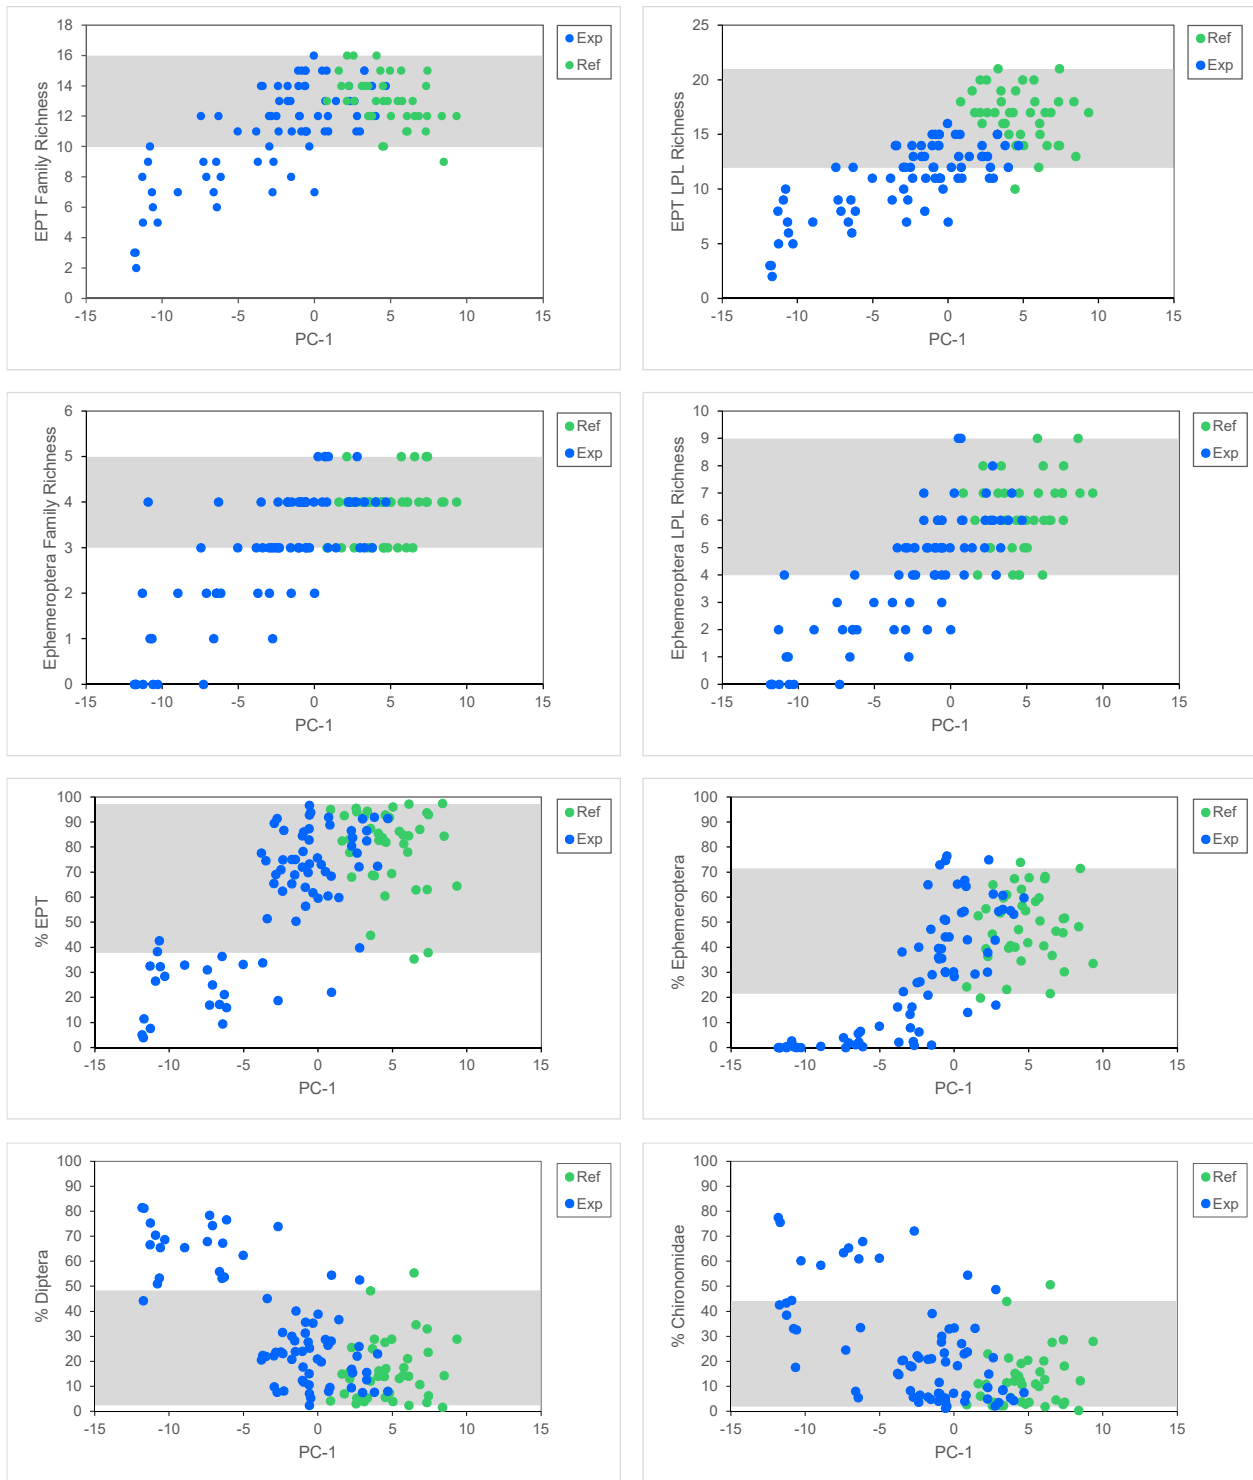 18
16
14
12
10
8
6
4
2
0
-15 -10 -5 0 5 10 15
EPT Family Richness
PC-1
Exp
Ref
25
20
15
10
5
0
-15 -10 -5 0 5 10 15
EPT LPL Richness
PC-1
Ref
Exp
6
5
4
3
2
1
0
-15 -10 -5 0 5 10 15
Ephemeroptera Family Richness
PC-1
Ref
Exp
10
9
8
7
6
5
4
3
2
1
0
-15 -10 -5 0 5 10 15
Ephemeroptera LPL Richness
PC-1
Ref
Exp
100
90
80
70
60
50
40
30
20
10
0
-15 -10 -5 0 5 10 15
% EPT
PC-1
Ref
Exp
100
90
80
70
60
50
40
30
20
10
0
-15 -10 -5 0 5 10 15
% Ephemeroptera
PC-1
Ref
Exp
100
90
80
70
60
50
40
30
20
10
0
-15 -10 -5 0 5 10 15
% Diptera
PC-1
Ref
Exp
100
90
80
70
60
50
40
30
20
10
0
-15 -10 -5 0 5 10 15
% Chironomidae
PC-1
Ref
Exp